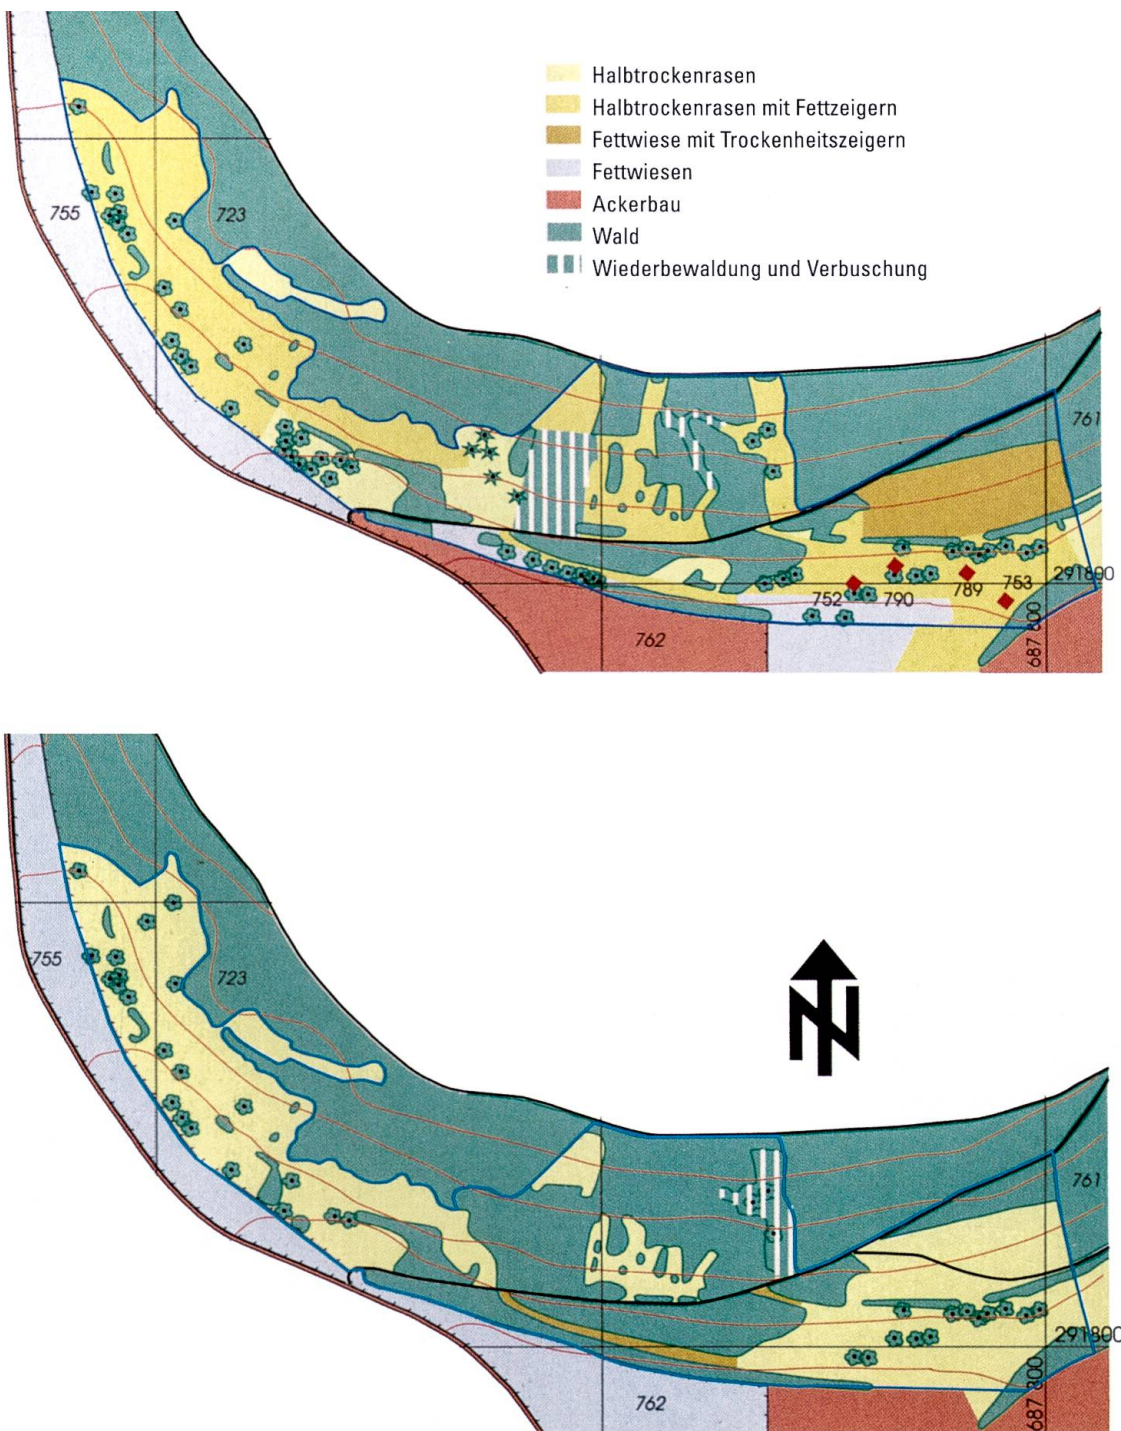 Halbtrockenrasen
Halbtrockenrasen mit Fettzeigern
Fettwiese mit Trockenheitszeigern
Fettwiesen
Ackerbau
Wald
Wiederbewaldung und Verbuschung
755
723
761
291800
752
790
789
753
762
687 800
755
723
N
761
291800
762
687 800